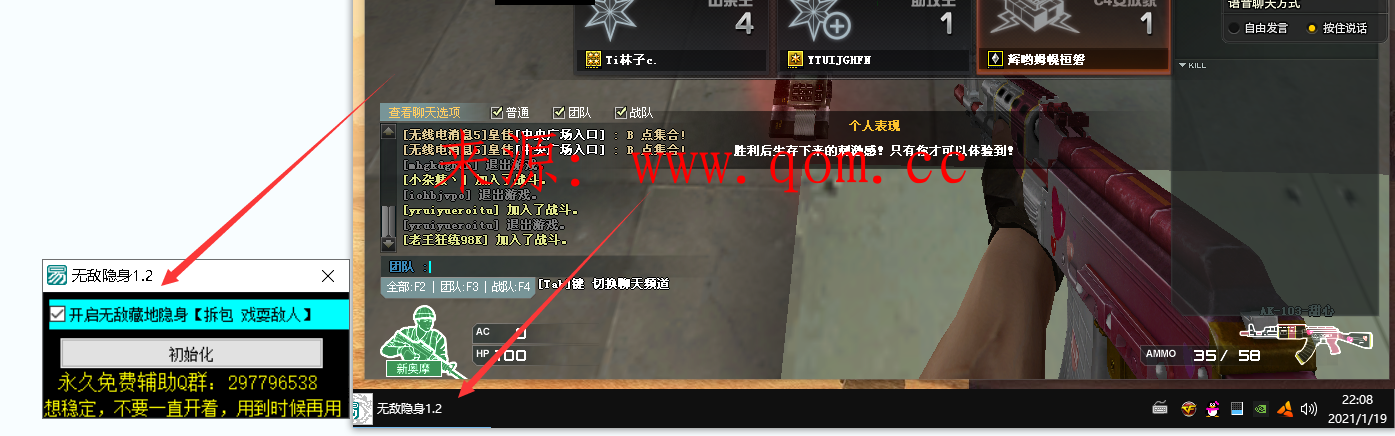 语音聊天方式
自由发言 按住说话
4
1
1
Ti林子c.
YTUIJGHFN
KILL
查看聊天选项 普通 团队 战队
个人表现
胜利后生存下来的刺激感! 只有你才可以体验到!
[无线电消息5]皇佳[中央广场入口] : B 点集合!
[无线电消息5]皇佳[中央广场入口] : B 点集合!
退出游戏。
[小杂燕丶] 加入了战斗。
[iohbjvpo] 退出游戏。
[yruiyueroitu] 加入了战斗。
[yruiyueroitu] 退出游戏。
[老王狂练98K] 加入了战斗。
来源: www.qom.cc
团队 :
全部:F2 | 团队:F3 | 战队:F4 [Tab]键 切换聊天频道
AC 0
HP 100
新奥摩
AK-103-甜心
AMMO 35/ 58
无敌隐身1.2
开启无敌藏地隐身【拆包 戏耍敌人】
初始化
永久免费辅助Q群: 297796538
想稳定,不要一直开着,用到时候再用
无敌隐身1.2
22:08
2021/1/19